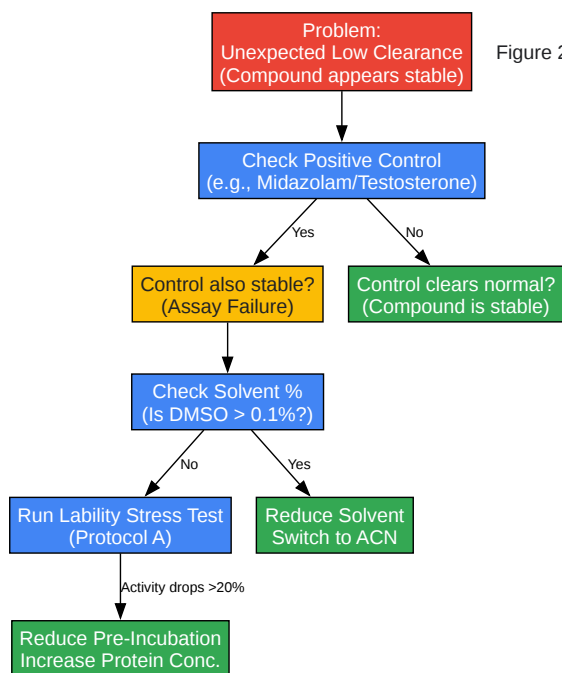 Problem:
Unexpected Low Clearance
(Compound appears stable)
Figure 2
Check Positive Control
(e.g., Midazolam/Testosterone)
Yes
No
Control also stable?
(Assay Failure)
Control clears normal?
(Compound is stable)
Check Solvent %
(Is DMSO > 0.1%?)
No
Yes
Run Lability Stress Test
(Protocol A)
Reduce Solvent
Switch to ACN
Activity drops >20%
Reduce Pre-Incubation
Increase Protein Conc.